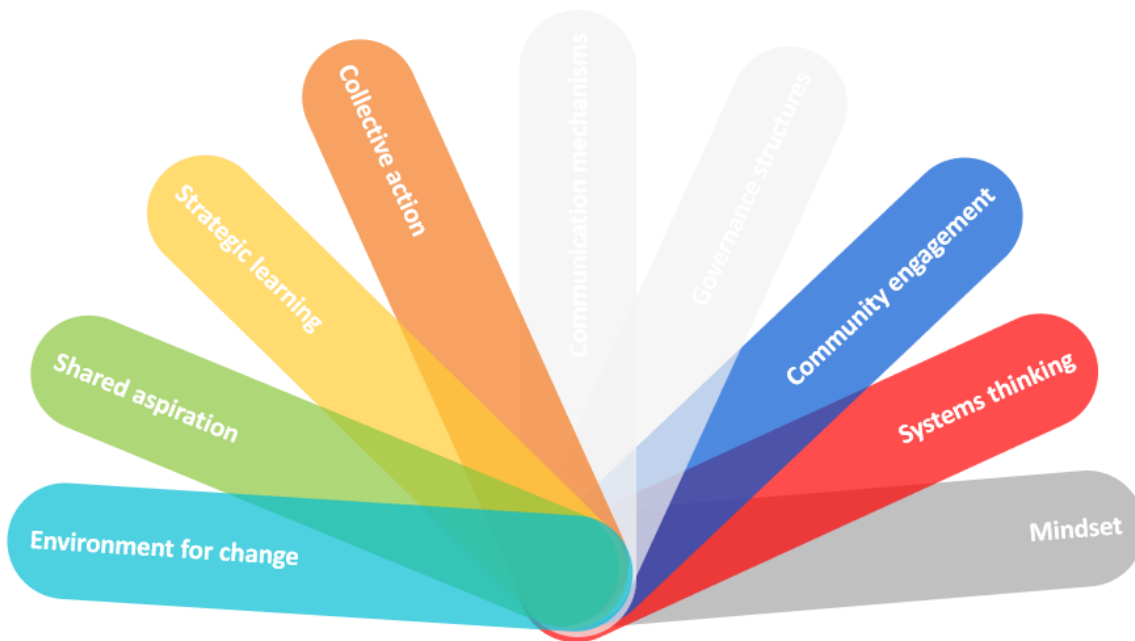 Environment for change
Shared aspiration
Strategic learning
Collective action
Communication mechanisms
Governance structures
Community engagement
Systems thinking
Mindset